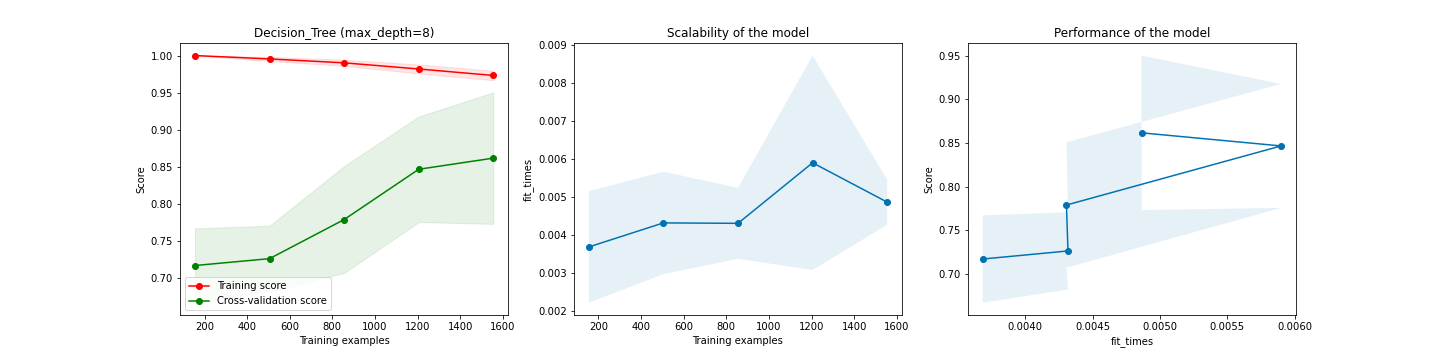 Decision_Tree (max_depth=8)
1.00
0.95
0.90
0.85
0.80
0.75
0.70
Score
Training score
Cross-validation score
200 400 600 800 1000 1200 1400 1600
Training examples
Scalability of the model
0.009
0.008
0.007
0.006
0.005
0.004
0.003
0.002
fit_times
200 400 600 800 1000 1200 1400 1600
Training examples
Performance of the model
0.95
0.90
0.85
0.80
0.75
0.70
Score
0.0040 0.0045 0.0050 0.0055 0.0060
fit_times